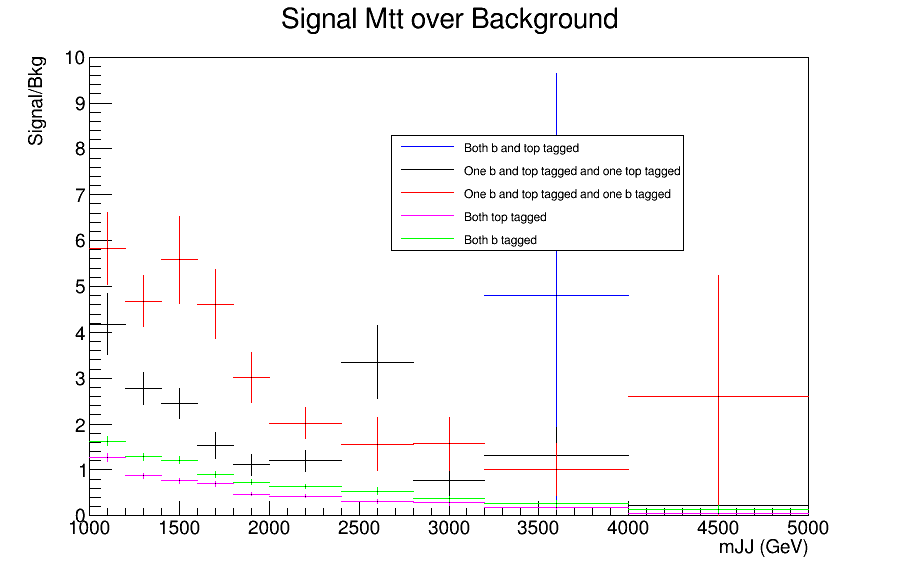 Signal Mtt over Background
Signal/Bkg
10
9
8
7
6
5
4
3
2
1
0
Both b and top tagged
One b and top tagged and one top tagged
One b and top tagged and one b tagged
Both top tagged
Both b tagged
1000 1500 2000 2500 3000 3500 4000 4500 5000
mJJ (GeV)